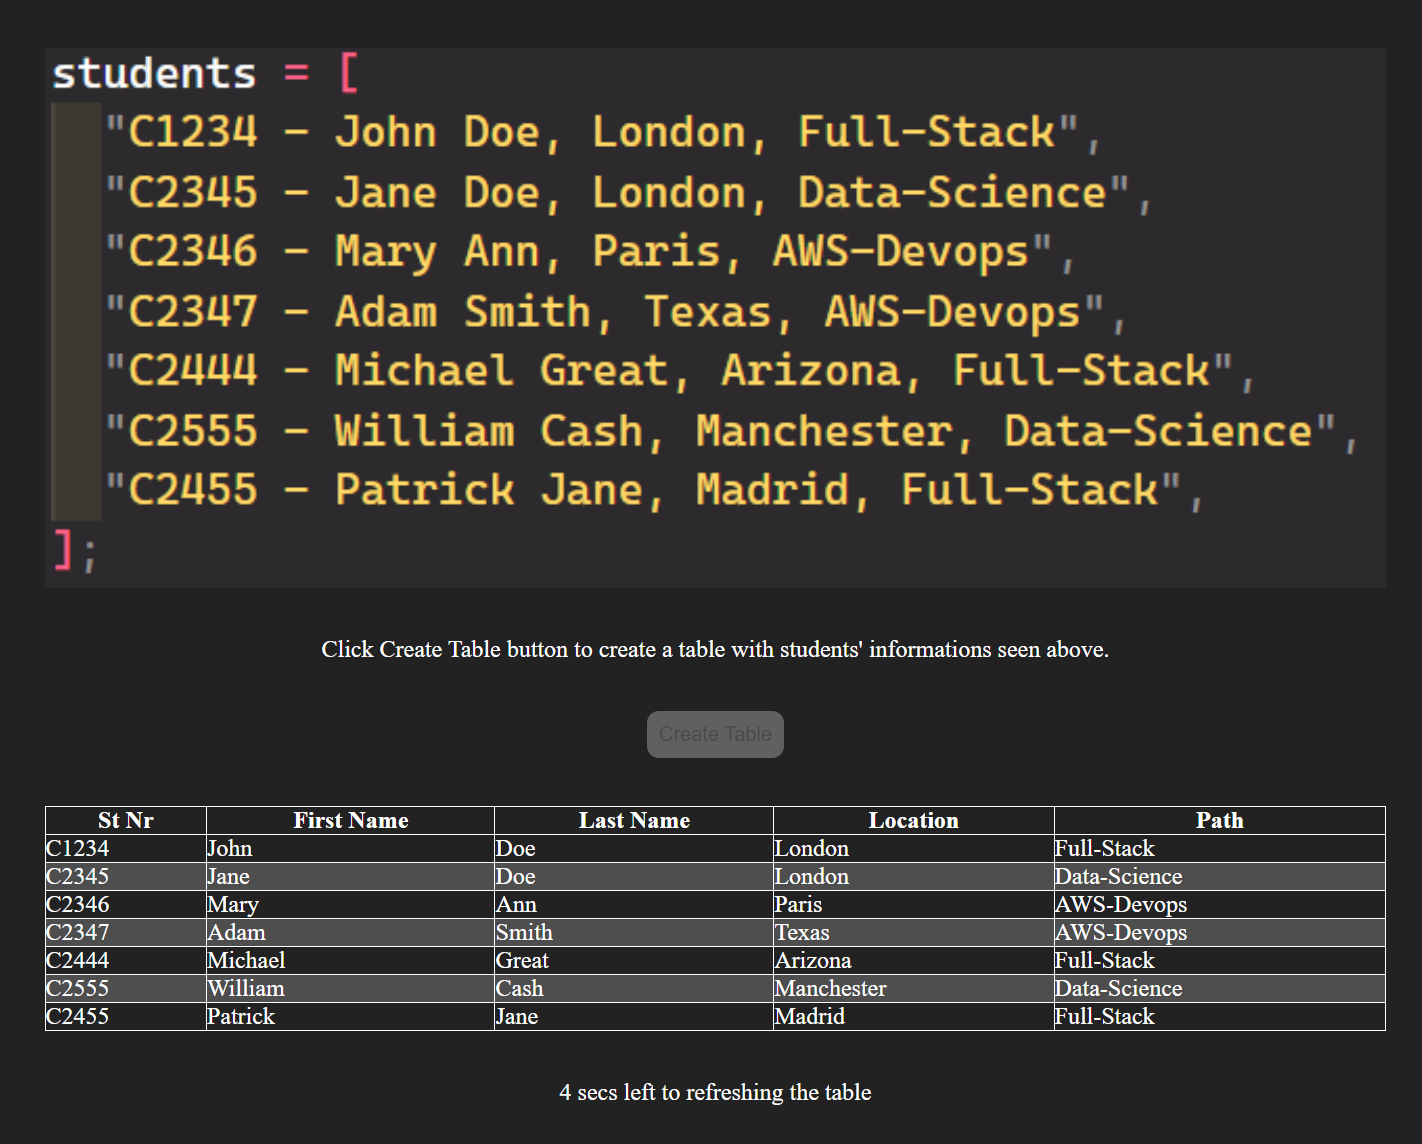 students = [
"C1234 - John Doe, London, Full-Stack",
"C2345 - Jane Doe, London, Data-Science",
"C2346 - Mary Ann, Paris, AWS-Devops",
"C2347 - Adam Smith, Texas, AWS-Devops",
"C2444 - Michael Great, Arizona, Full-Stack",
"C2555 - William Cash, Manchester, Data-Science",
"C2455 - Patrick Jane, Madrid, Full-Stack",
];
Click Create Table button to create a table with students' informations seen above.
Create Table
St Nr First Name Last Name Location Path
C1234 John Doe London Full-Stack
C2345 Jane Doe London Data-Science
C2346 Mary Ann Paris AWS-Devops
C2347 Adam Smith Texas AWS-Devops
C2444 Michael Great Arizona Full-Stack
C2555 William Cash Manchester Data-Science
C2455 Patrick Jane Madrid Full-Stack
4 secs left to refreshing the table